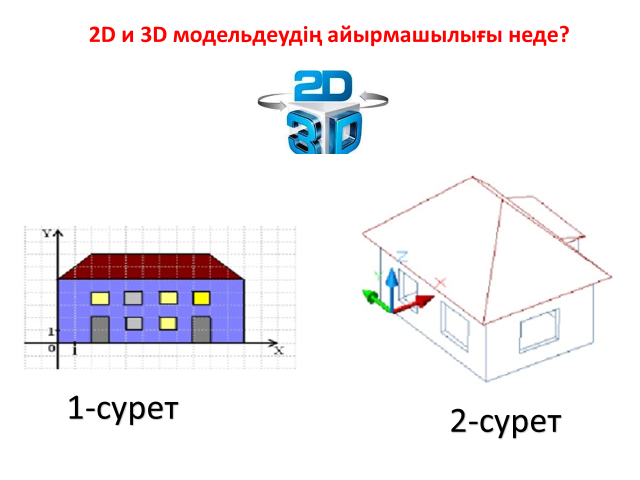 2D и 3D модельдеудің айырмашылығы неде?
2D
3D
Y
1
0
1
X
Z
Y
X
1-сурет
2-сурет